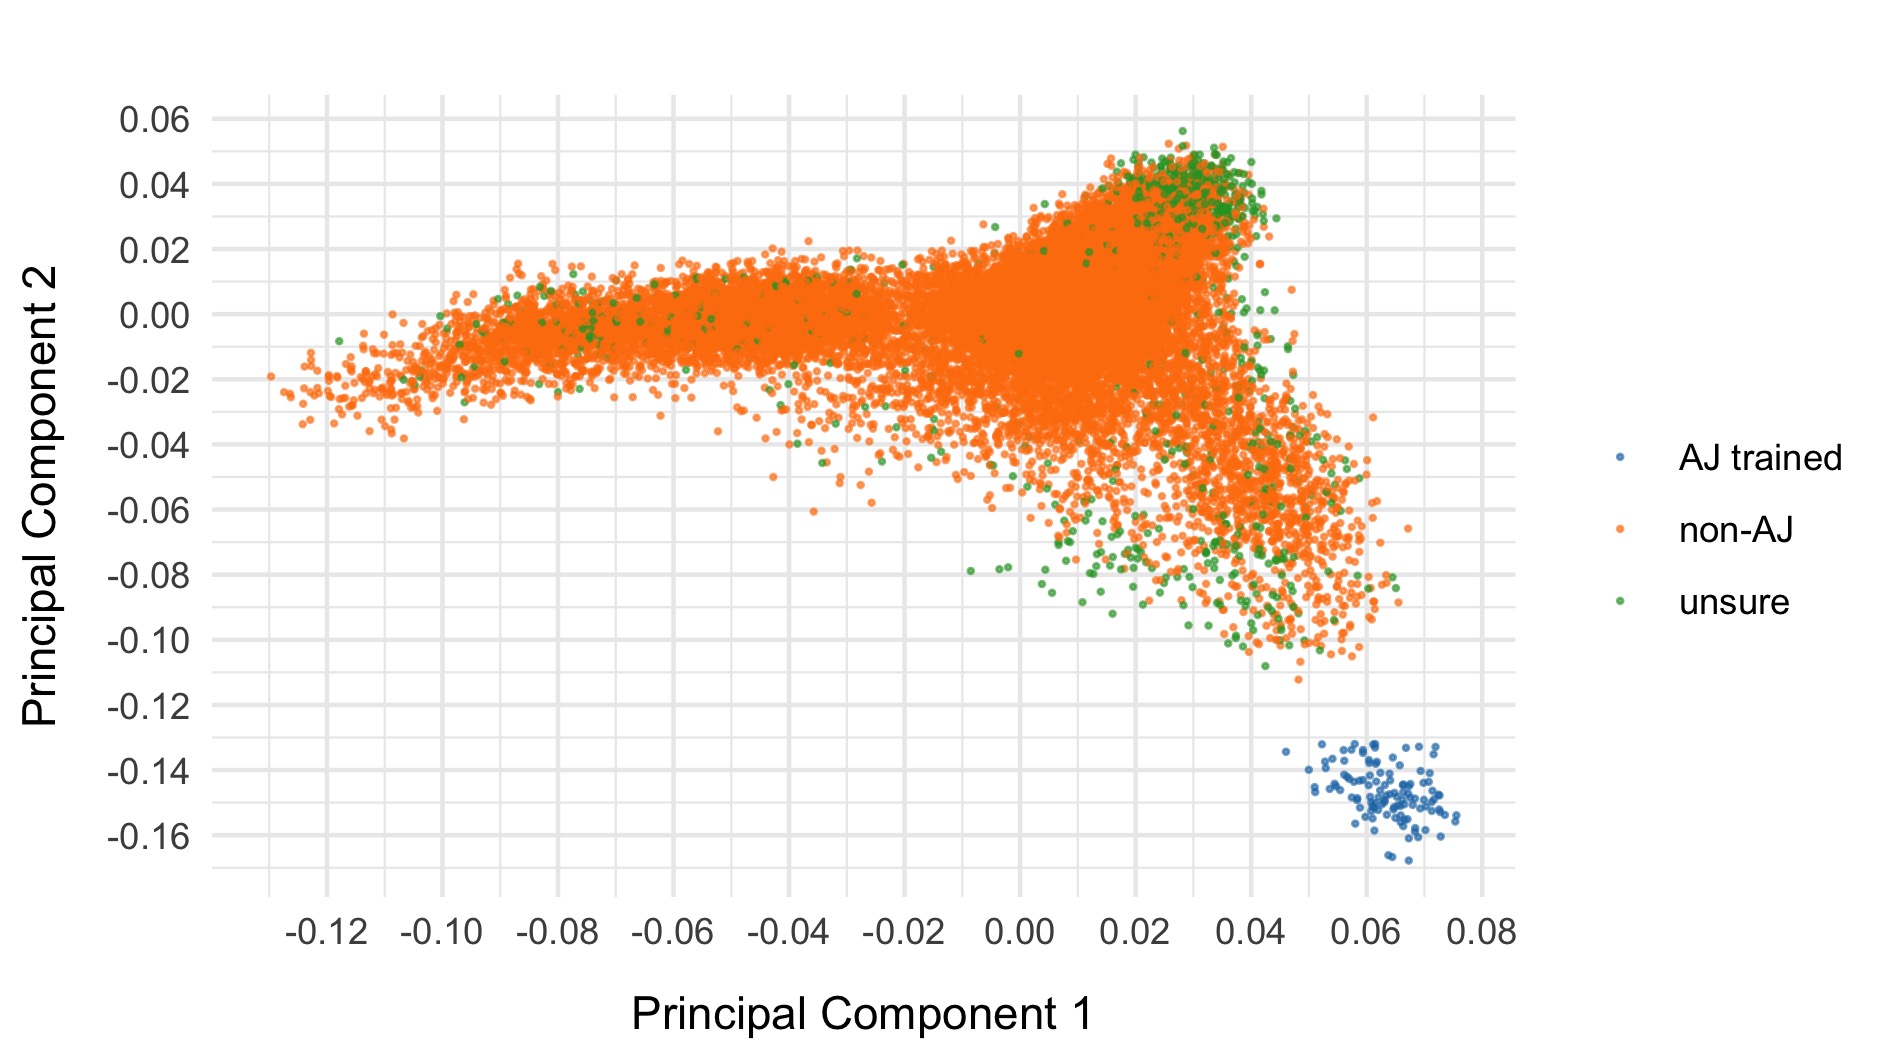 0.06
0.04
0.02
0.00
-0.02
-0.04
-0.06
-0.08
-0.10
-0.12
-0.14
-0.16
Principal Component 2
-0.12 -0.10 -0.08 -0.06 -0.04 -0.02 0.00 0.02 0.04 0.06 0.08
Principal Component 1
AJ trained
non-AJ
unsure